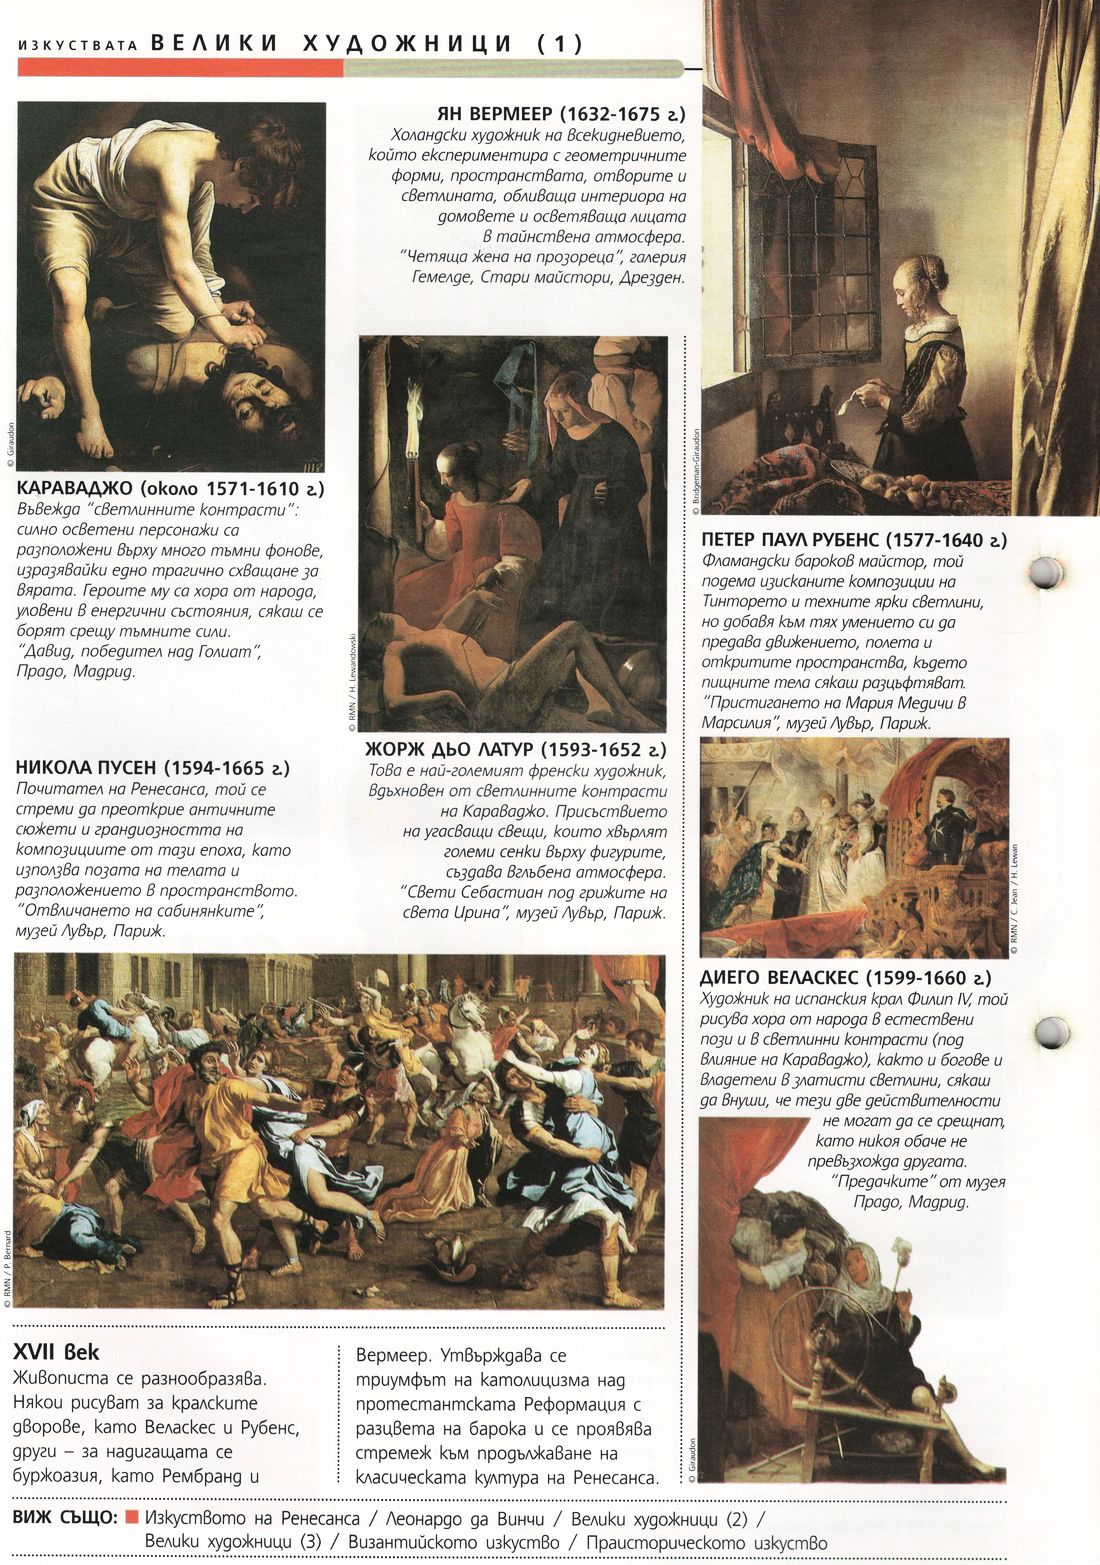 ИЗКУСТВАТА ВЕЛИКИ ХУДОЖНИЦИ (1)
ЯН ВЕРМЕЕР (1632-1675 г.)
Холандски художник на всекидневието,
който експериментира с геометричните
форми, пространствата, отворите и
светлината, обливаща интериора на
домовете и осветяваща лицата
в тайнствена атмосфера.
“Четяща жена на прозореца”, галерия
Гемелде, Стари майстори, Дрезден.
© Giraudon
© Bridgeman-Giraudon
КАРАВАДЖО (около 1571-1610 г.)
Въвежда “светлинните контрасти”:
силно осветени персонажи са
разположени върху много тъмни фонове,
изразявайки едно трагично схващане за
вярата. Героите му са хора от народа,
уловени в енергични състояния, сякаш се
борят срещу тъмните сили.
“Давид, победител над Голиат”,
Прадо, Мадрид.
© RMN / H. Lewandowski
ЖОРЖ ДЬО ЛАТУР (1593-1652 г.)
Това е най-големият френски художник,
вдъхновен от светлинните контрасти
на Караваджо. Присъствието
на угасващи свещи, които хвърлят
големи сенки върху фигурите,
създава вглъбена атмосфера.
“Свети Себастиан под грижите на
света Ирина”, музей Лувър, Париж.
НИКОЛА ПУСЕН (1594-1665 г.)
Почитател на Ренесанса, той се
стреми да преоткрие античните
сюжети и грандиозността на
композициите от тази епоха, като
използва позата на телата и
разположението в пространството.
“Отвличането на сабинянките”,
музей Лувър, Париж.
© RMN / P. Bernard
ПЕТЕР ПАУЛ РУБЕНС (1577-1640 г.)
Фламандски бароков майстор, той
подема изисканите композиции на
Тинторето и техните ярки светлини,
но добавя към тях умението си да
предава движението, полета и
откритите пространства, където
пищните тела сякаш разцъфтяват.
“Пристигането на Мария Медичи в
Марсилия”, музей Лувър, Париж.
© RMN / C. Jean / H. Lewan
ДИЕГО ВЕЛАСКЕС (1599-1660 г.)
Художник на испанския крал Филип IV, той
рисува хора от народа в естествени
пози и в светлинни контрасти (под
влияние на Караваджо), както и богове и
владетели в златисти светлини, сякаш
да внуши, че тези две действителности
не могат да се срещнат,
като никоя обаче не
превъзхожда другата.
“Предачките” от музея
Прадо, Мадрид.
© Giraudon
XVII век
Живописта се разнообразява.
Някои рисуват за кралските
дворове, като Веласкес и Рубенс,
други – за надигащата се
буржоазия, като Рембранд и
Вермеер. Утвърждава се
триумфът на католицизма над
протестантската Реформация с
разцвета на барока и се проявява
стремеж към продължаване на
класическата култура на Ренесанса.
ВИЖ СЪЩО: Изкуството на Ренесанса / Леонардо да Винчи / Велики художници (2) /
Велики художници (3) / Византийското изкуство / Праисторическото изкуство